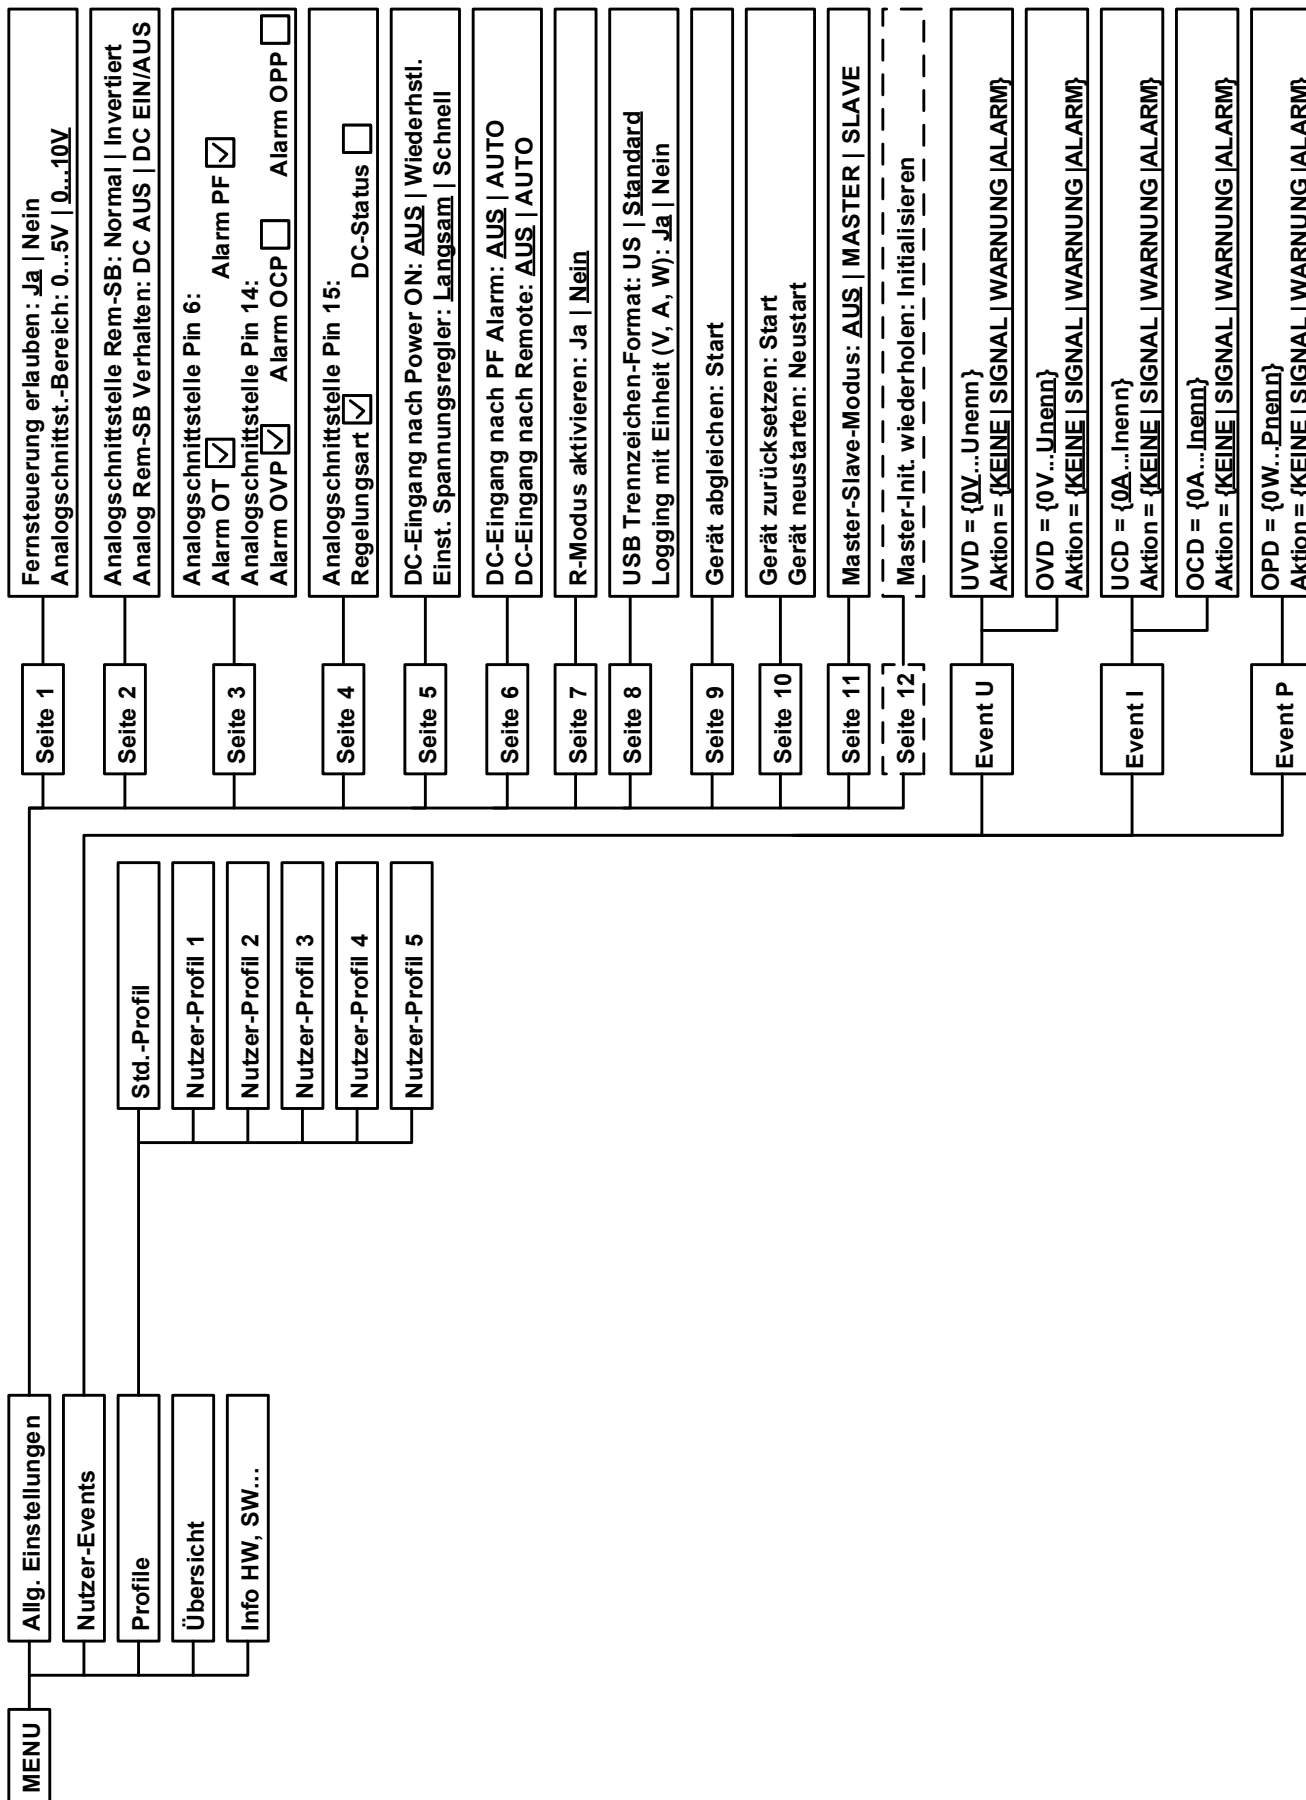 MENU
Allg. Einstellungen
Nutzer-Events
Profile
Übersicht
Info HW, SW...
Std.-Profil
Nutzer-Profil 1
Nutzer-Profil 2
Nutzer-Profil 3
Nutzer-Profil 4
Nutzer-Profil 5
Seite 1
Fernsteuerung erlauben: Ja | Nein
Analogschnittst.-Bereich: 0...5V | 0...10V
Seite 2
Analogschnittstelle Rem-SB: Normal | Invertiert
Analog Rem-SB Verhalten: DC AUS | DC EIN/AUS
Seite 3
Analogschnittstelle Pin 6:
Alarm OT Alarm PF
Analogschnittstelle Pin 14:
Alarm OVP Alarm OCP Alarm OPP
Seite 4
Analogschnittstelle Pin 15:
Regelungsart DC-Status
Seite 5
DC-Eingang nach Power ON: AUS | Wiederhstl.
Einst. Spannungsregler: Langsam | Schnell
Seite 6
DC-Eingang nach PF Alarm: AUS | AUTO
DC-Eingang nach Remote: AUS | AUTO
Seite 7
R-Modus aktivieren: Ja | Nein
Seite 8
USB Trennzeichen-Format: US | Standard
Logging mit Einheit (V, A, W): Ja | Nein
Seite 9
Gerät abgleichen: Start
Seite 10
Gerät zurücksetzen: Start
Gerät neustarten: Neustart
Seite 11
Master-Slave-Modus: AUS | MASTER | SLAVE
Seite 12
Master-Init. wiederholen: Initialisieren
Event U
UVD = {0V...Unenn}
Aktion = {KEINE | SIGNAL | WARNUNG |ALARM}
OVD = {0V...Unenn}
Aktion = {KEINE | SIGNAL | WARNUNG |ALARM}
Event I
UCD = {0A...Inenn}
Aktion = {KEINE | SIGNAL | WARNUNG |ALARM}
OCD = {0A...Inenn}
Aktion = {KEINE | SIGNAL | WARNUNG |ALARM}
Event P
OPD = {0W...Pnenn}
Aktion = {KEINE | SIGNAL | WARNUNG |ALARM}